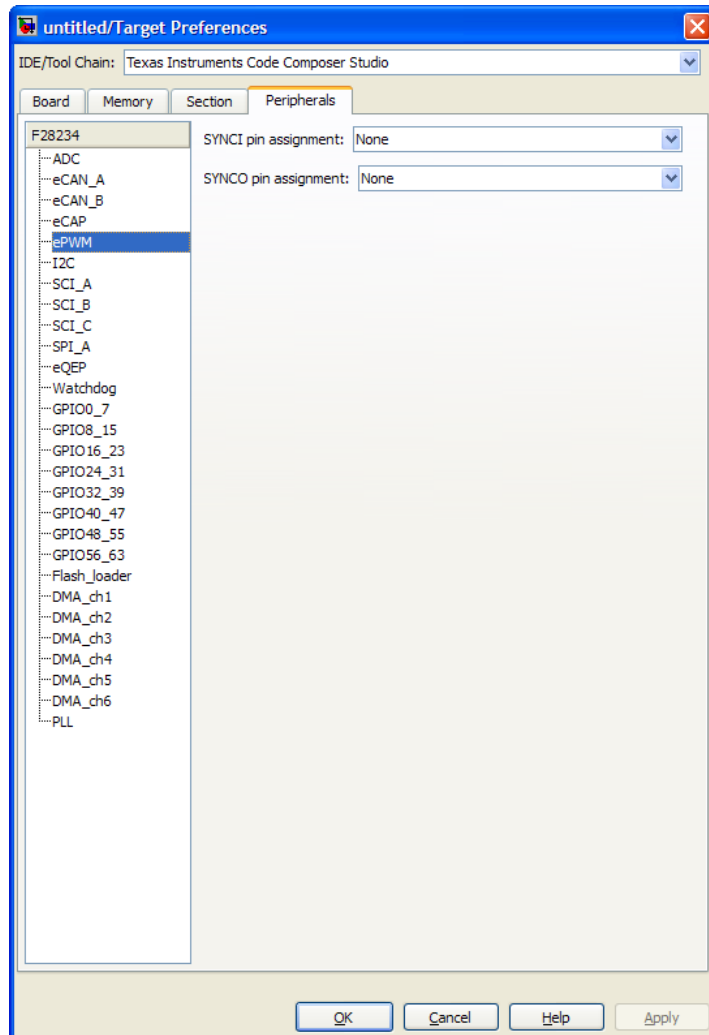 untitled/Target Preferences
IDE/Tool Chain: Texas Instruments Code Composer Studio
Board Memory Section Peripherals
F28234
ADC
eCAN_A
eCAN_B
eCAP
ePWM
I2C
SCI_A
SCI_B
SCI_C
SPI_A
eQEP
Watchdog
GPIO0_7
GPIO8_15
GPIO16_23
GPIO24_31
GPIO32_39
GPIO40_47
GPIO48_55
GPIO56_63
Flash_loader
DMA_ch1
DMA_ch2
DMA_ch3
DMA_ch4
DMA_ch5
DMA_ch6
PLL
SYNCI pin assignment: None
SYNCO pin assignment: None
OK Cancel Help Apply